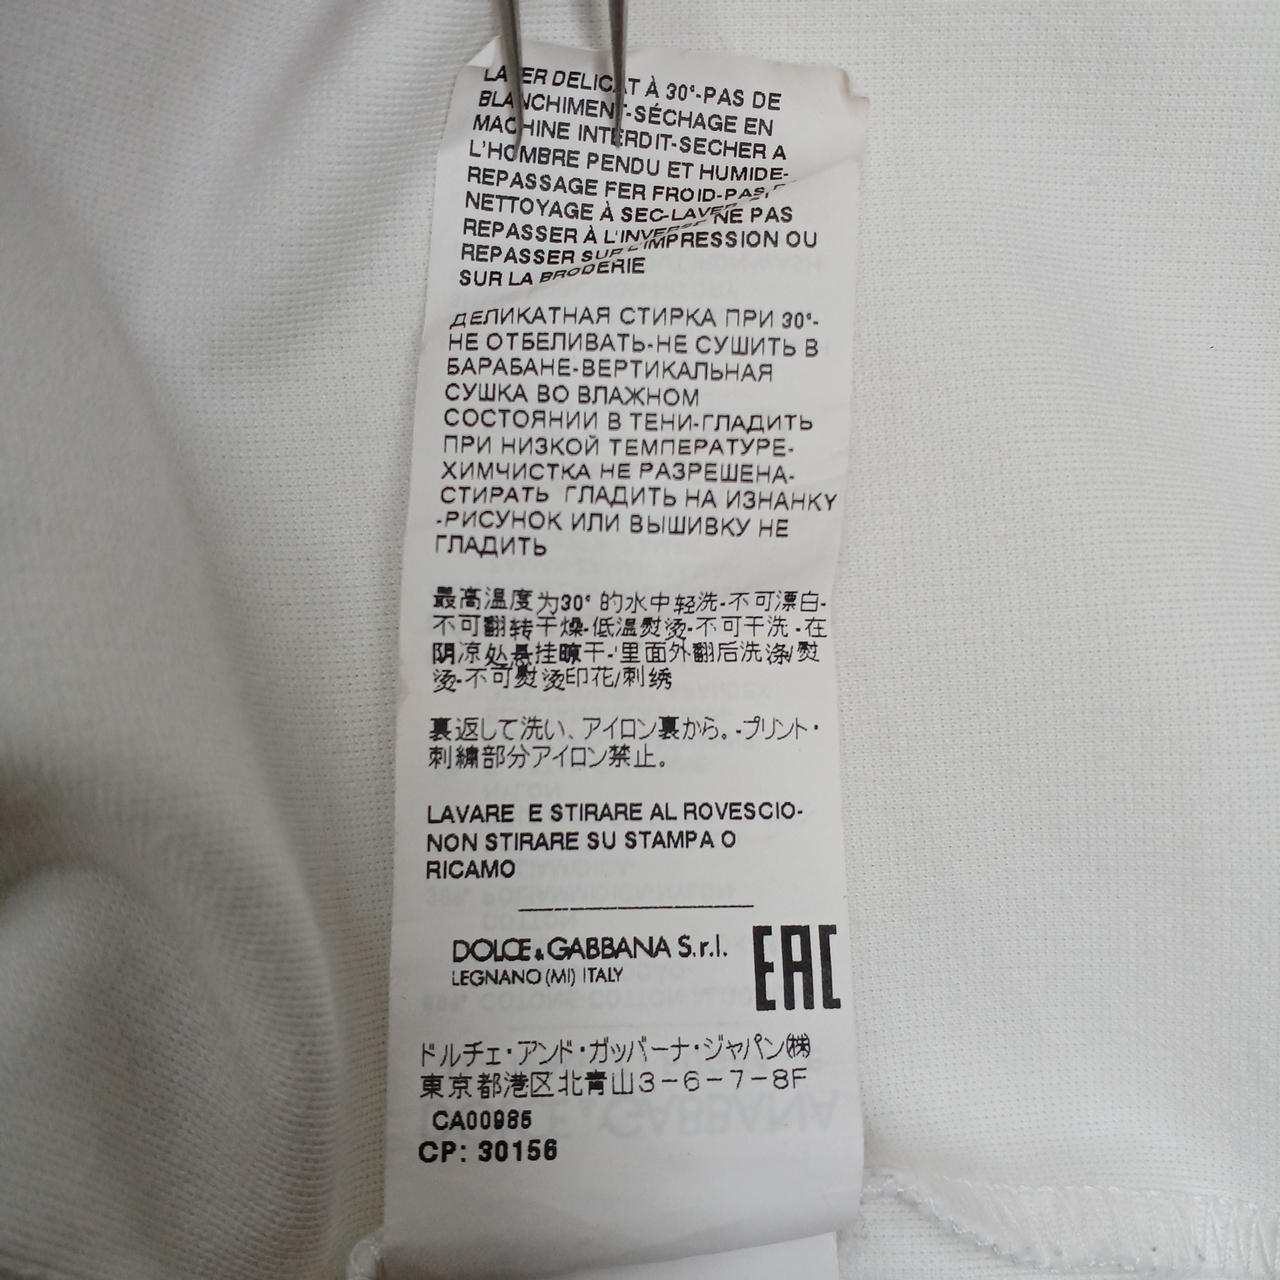 LAVER DELICAT À 30°-PAS DE
BLANCHIMENT-SÉCHAGE EN
MACHINE INTERDIT-SECHER A
L'HOMBRE PENDU ET HUMIDE-
REPASSAGE FER FROID-PAS DE
NETTOYAGE À SEC-LAVER NE PAS
REPASSER À L'INVERSE
REPASSER SUR L'IMPRESSION OU
SUR LA BRODERIE
ДЕЛИКАТНАЯ СТИРКА ПРИ 30°-
НЕ ОТБЕЛИВАТЬ-НЕ СУШИТЬ В
БАРАБАНЕ-ВЕРТИКАЛЬНАЯ
СУШКА ВО ВЛАЖНОМ
СОСТОЯНИИ В ТЕНИ-ГЛАДИТЬ
ПРИ НИЗКОЙ ТЕМПЕРАТУРЕ-
ХИМЧИСТКА НЕ РАЗРЕШЕНА-
СТИРАТЬ ГЛАДИТЬ НА ИЗНАНКУ
-РИСУНОК ИЛИ ВЫШИВКУ НЕ
ГЛАДИТЬ
最高温度为30° 的水中轻洗-不可漂白-
不可翻转干燥-低温熨烫-不可干洗-在
阴凉处悬挂晾干-里面外翻后洗涤/熨
烫-不可熨烫印花/刺绣
裏返して洗い、アイロン裏から。-プリント・
刺繍部分アイロン禁止。
LAVARE E STIRARE AL ROVESCIO-
NON STIRARE SU STAMPA O
RICAMO
DOLCE & GABBANA S.r.l.
LEGNANO (MI) ITALY
EAC
ドルチェ・アンド・ガッバーナ・ジャパン㈱
東京都港区北青山3-6-7-8F
CA00985
CP: 30156